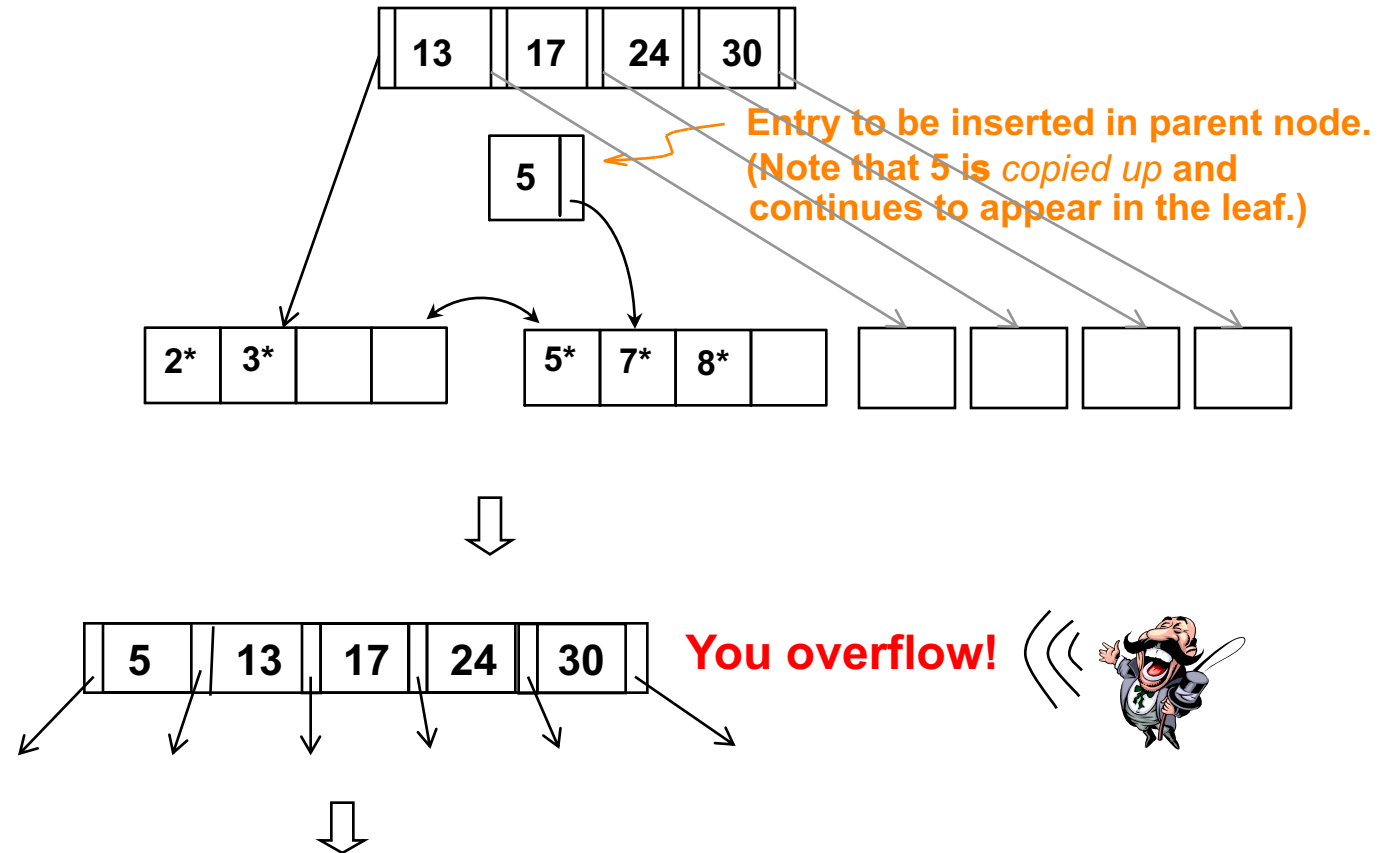 13 17 24 30
Entry to be inserted in parent node.
(Note that 5 is copied up and
continues to appear in the leaf.)
5
2* 3* 5* 7* 8*
5 13 17 24 30
You overflow!